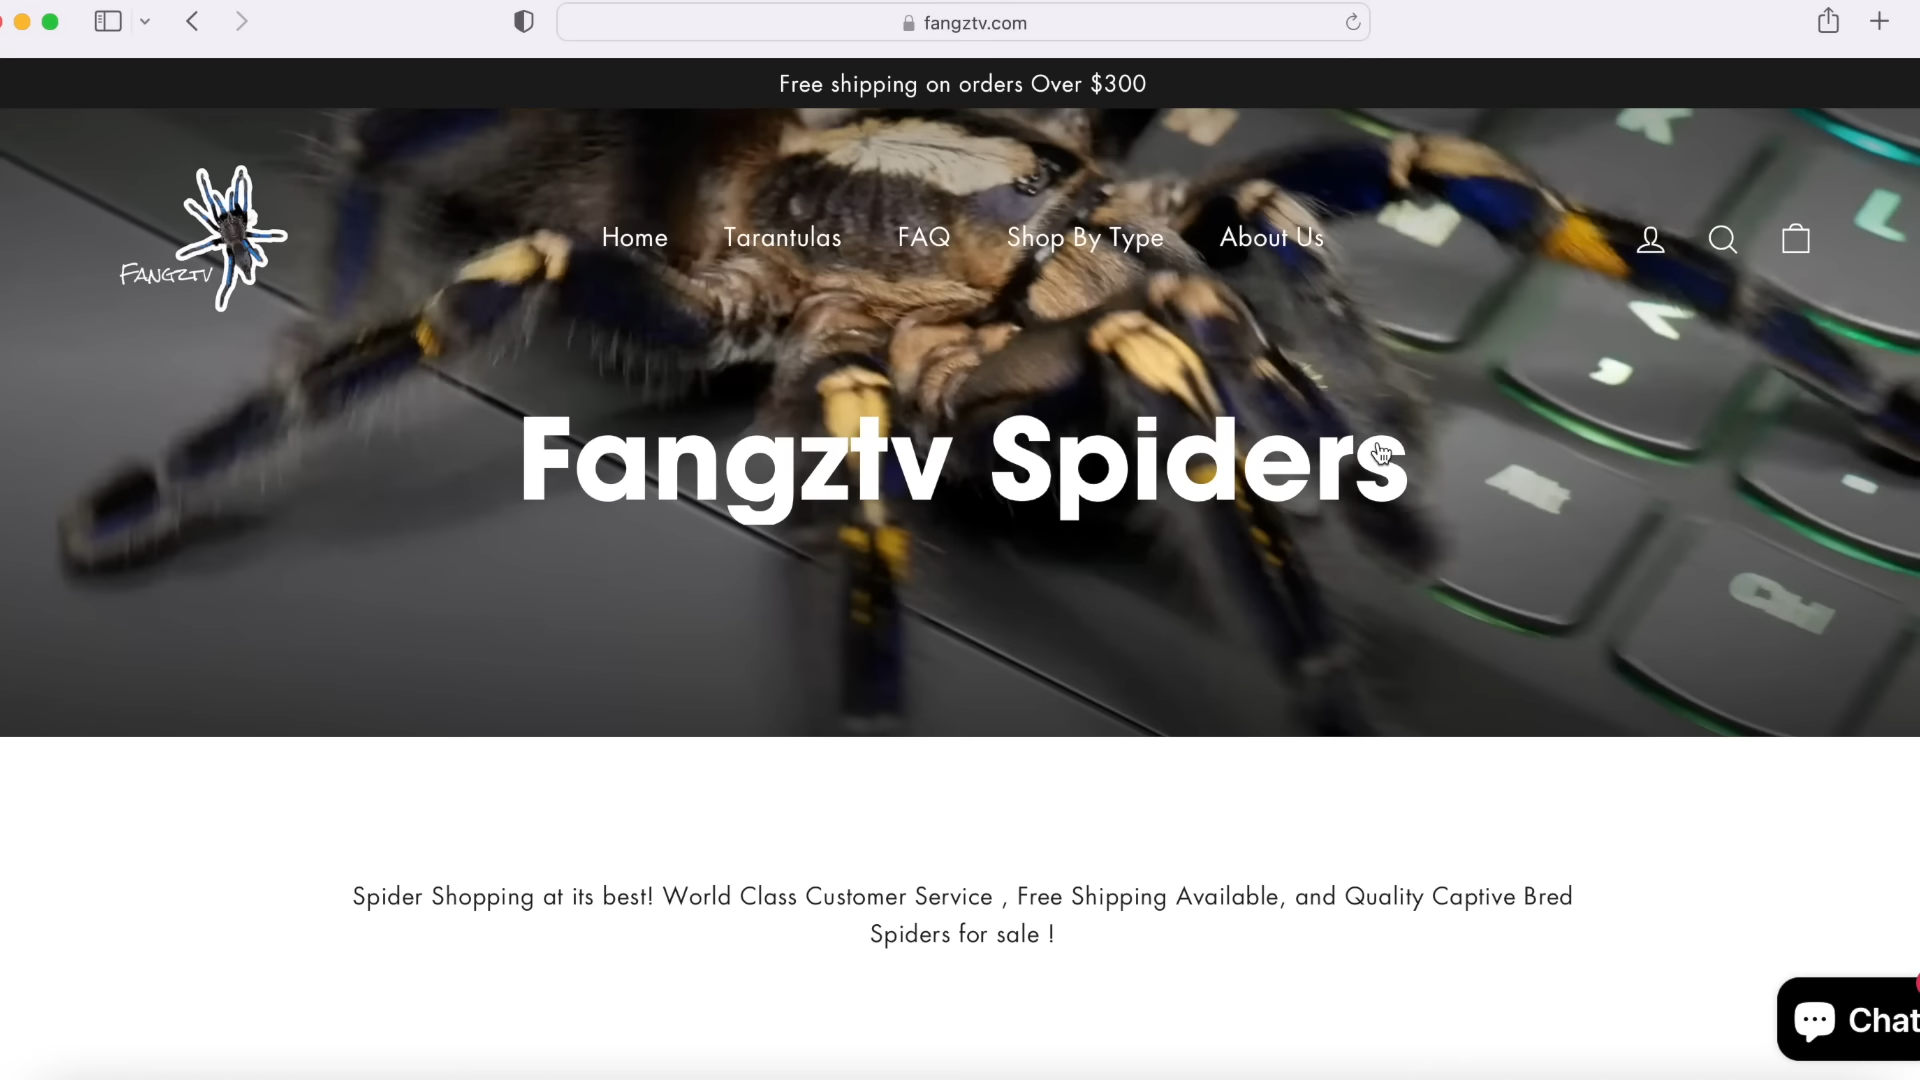 fangztv.com
Free shipping on orders Over $300
FANGZTV
Home Tarantulas FAQ Shop By Type About Us
Fangztv Spiders
Spider Shopping at its best! World Class Customer Service , Free Shipping Available, and Quality Captive Bred
Spiders for sale !
Chat